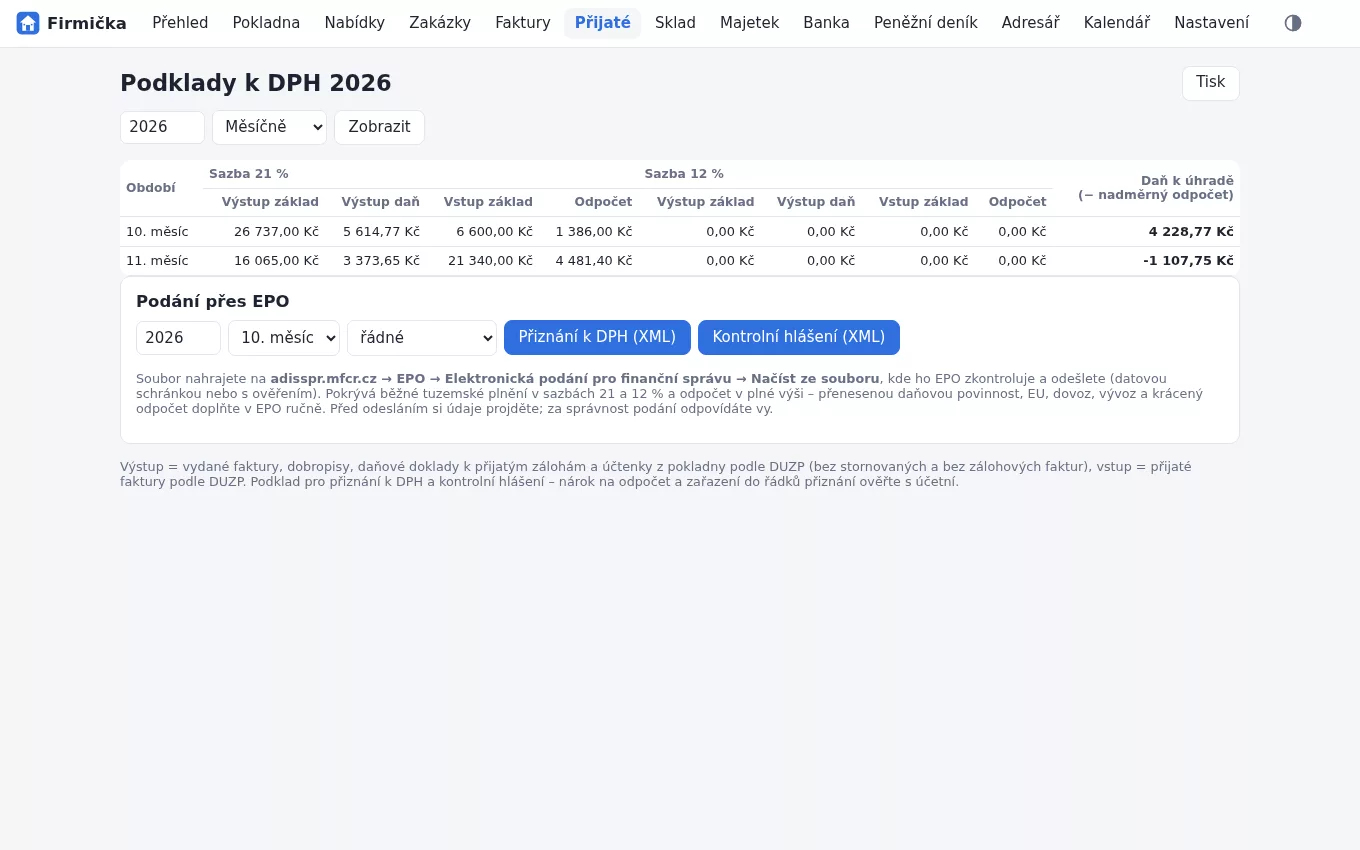 Firmička Přehled Pokladna Nabídky Zakázky Faktury Přijaté Sklad Majetek Banka Peněžní deník Adresář Kalendář Nastavení
Podklady k DPH 2026 Tisk
2026 Měsíčně Zobrazit
Období Sazba 21 % Sazba 12 % Daň k úhradě
(− nadměrný odpočet)
Výstup základ Výstup daň Vstup základ Odpočet Výstup základ Výstup daň Vstup základ Odpočet
10. měsíc 26 737,00 Kč 5 614,77 Kč 6 600,00 Kč 1 386,00 Kč 0,00 Kč 0,00 Kč 0,00 Kč 0,00 Kč 4 228,77 Kč
11. měsíc 16 065,00 Kč 3 373,65 Kč 21 340,00 Kč 4 481,40 Kč 0,00 Kč 0,00 Kč 0,00 Kč 0,00 Kč -1 107,75 Kč
Podání přes EPO
2026 10. měsíc řádné Přiznání k DPH (XML) Kontrolní hlášení (XML)
Soubor nahrajete na adisspr.mfcr.cz → EPO → Elektronická podání pro finanční správu → Načíst ze souboru, kde ho EPO zkontroluje a odešlete (datovou
schránkou nebo s ověřením). Pokrývá běžné tuzemské plnění v sazbách 21 a 12 % a odpočet v plné výši – přenesenou daňovou povinnost, EU, dovoz, vývoz a krácený
odpočet doplňte v EPO ručně. Před odesláním si údaje projděte; za správnost podání odpovídáte vy.
Výstup = vydané faktury, dobropisy, daňové doklady k přijatým zálohám a účtenky z pokladny podle DUZP (bez stornovaných a bez zálohových faktur), vstup = přijaté
faktury podle DUZP. Podklad pro přiznání k DPH a kontrolní hlášení – nárok na odpočet a zařazení do řádků přiznání ověřte s účetní.